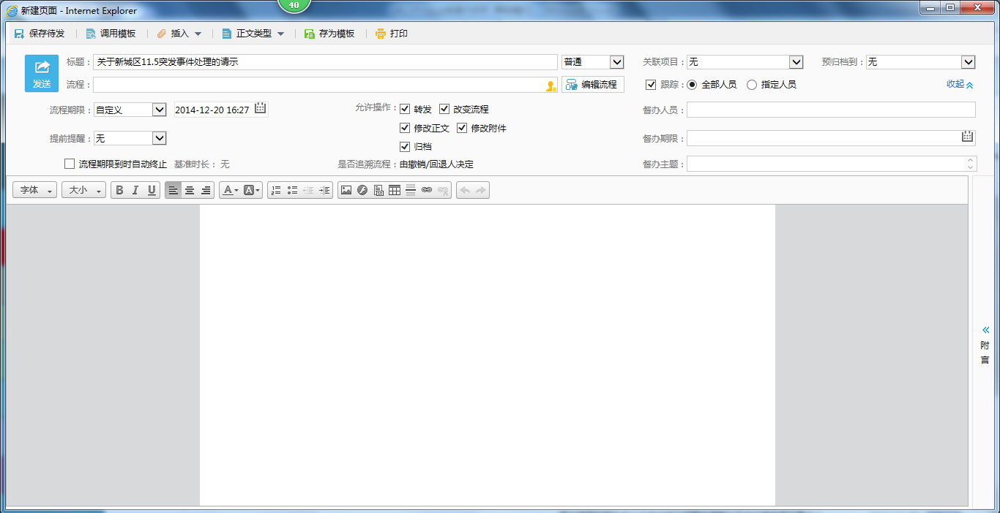 新建页面 - Internet Explorer
40
保存待发 调用模板 插入 正文类型 存为模板 打印
发送
标题： 关于新城区11.5突发事件处理的请示 普通 关联项目： 无 预归档到： 无
流程： 编辑流程 跟踪： 全部人员 指定人员 收起
流程期限： 自定义 2014-12-20 16:27 允许操作： 转发 改变流程 督办人员：
修改正文 修改附件
提前提醒： 无 督办期限：
归档
流程期限到时自动终止 基准时长： 无 是否追溯流程： 由撤销/回退人决定 督办主题：
字体 大小 B I U A A
附
言